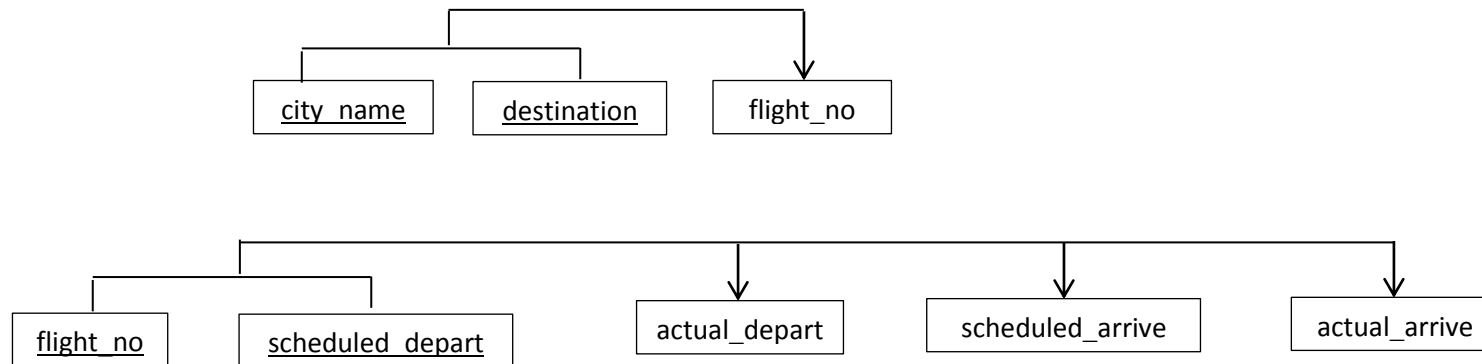 city_name destination flight_no
flight_no scheduled_depart actual_depart scheduled_arrive actual_arrive